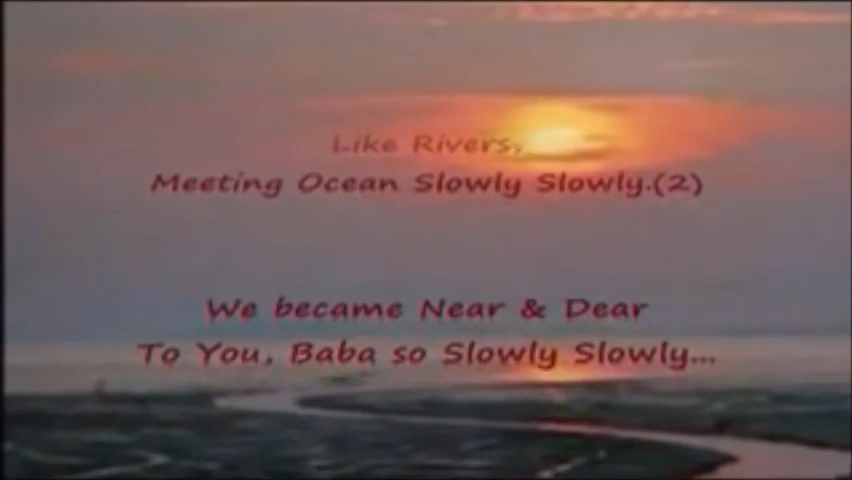 Like Rivers,
Meeting Ocean Slowly Slowly.(2)
We became Near & Dear
To You, Baba so Slowly Slowly...